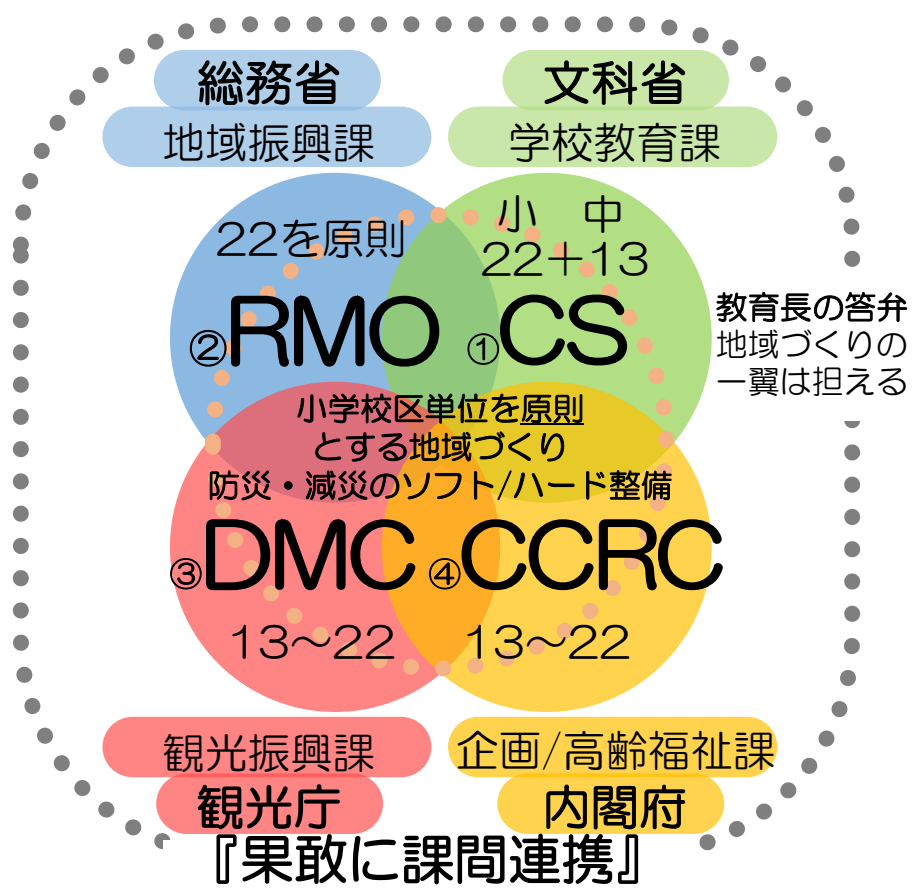 総務省
文科省
地域振興課
学校教育課
22を原則
小 中
22+13
②RMO
①CS
教育長の答弁
地域づくりの
一翼は担える
小学校区単位を原則
とする地域づくり
防災・減災のソフト/ハード整備
③DMC
④CCRC
13～22
13～22
観光振興課
企画/高齢福祉課
観光庁
内閣府
『果敢に課間連携』